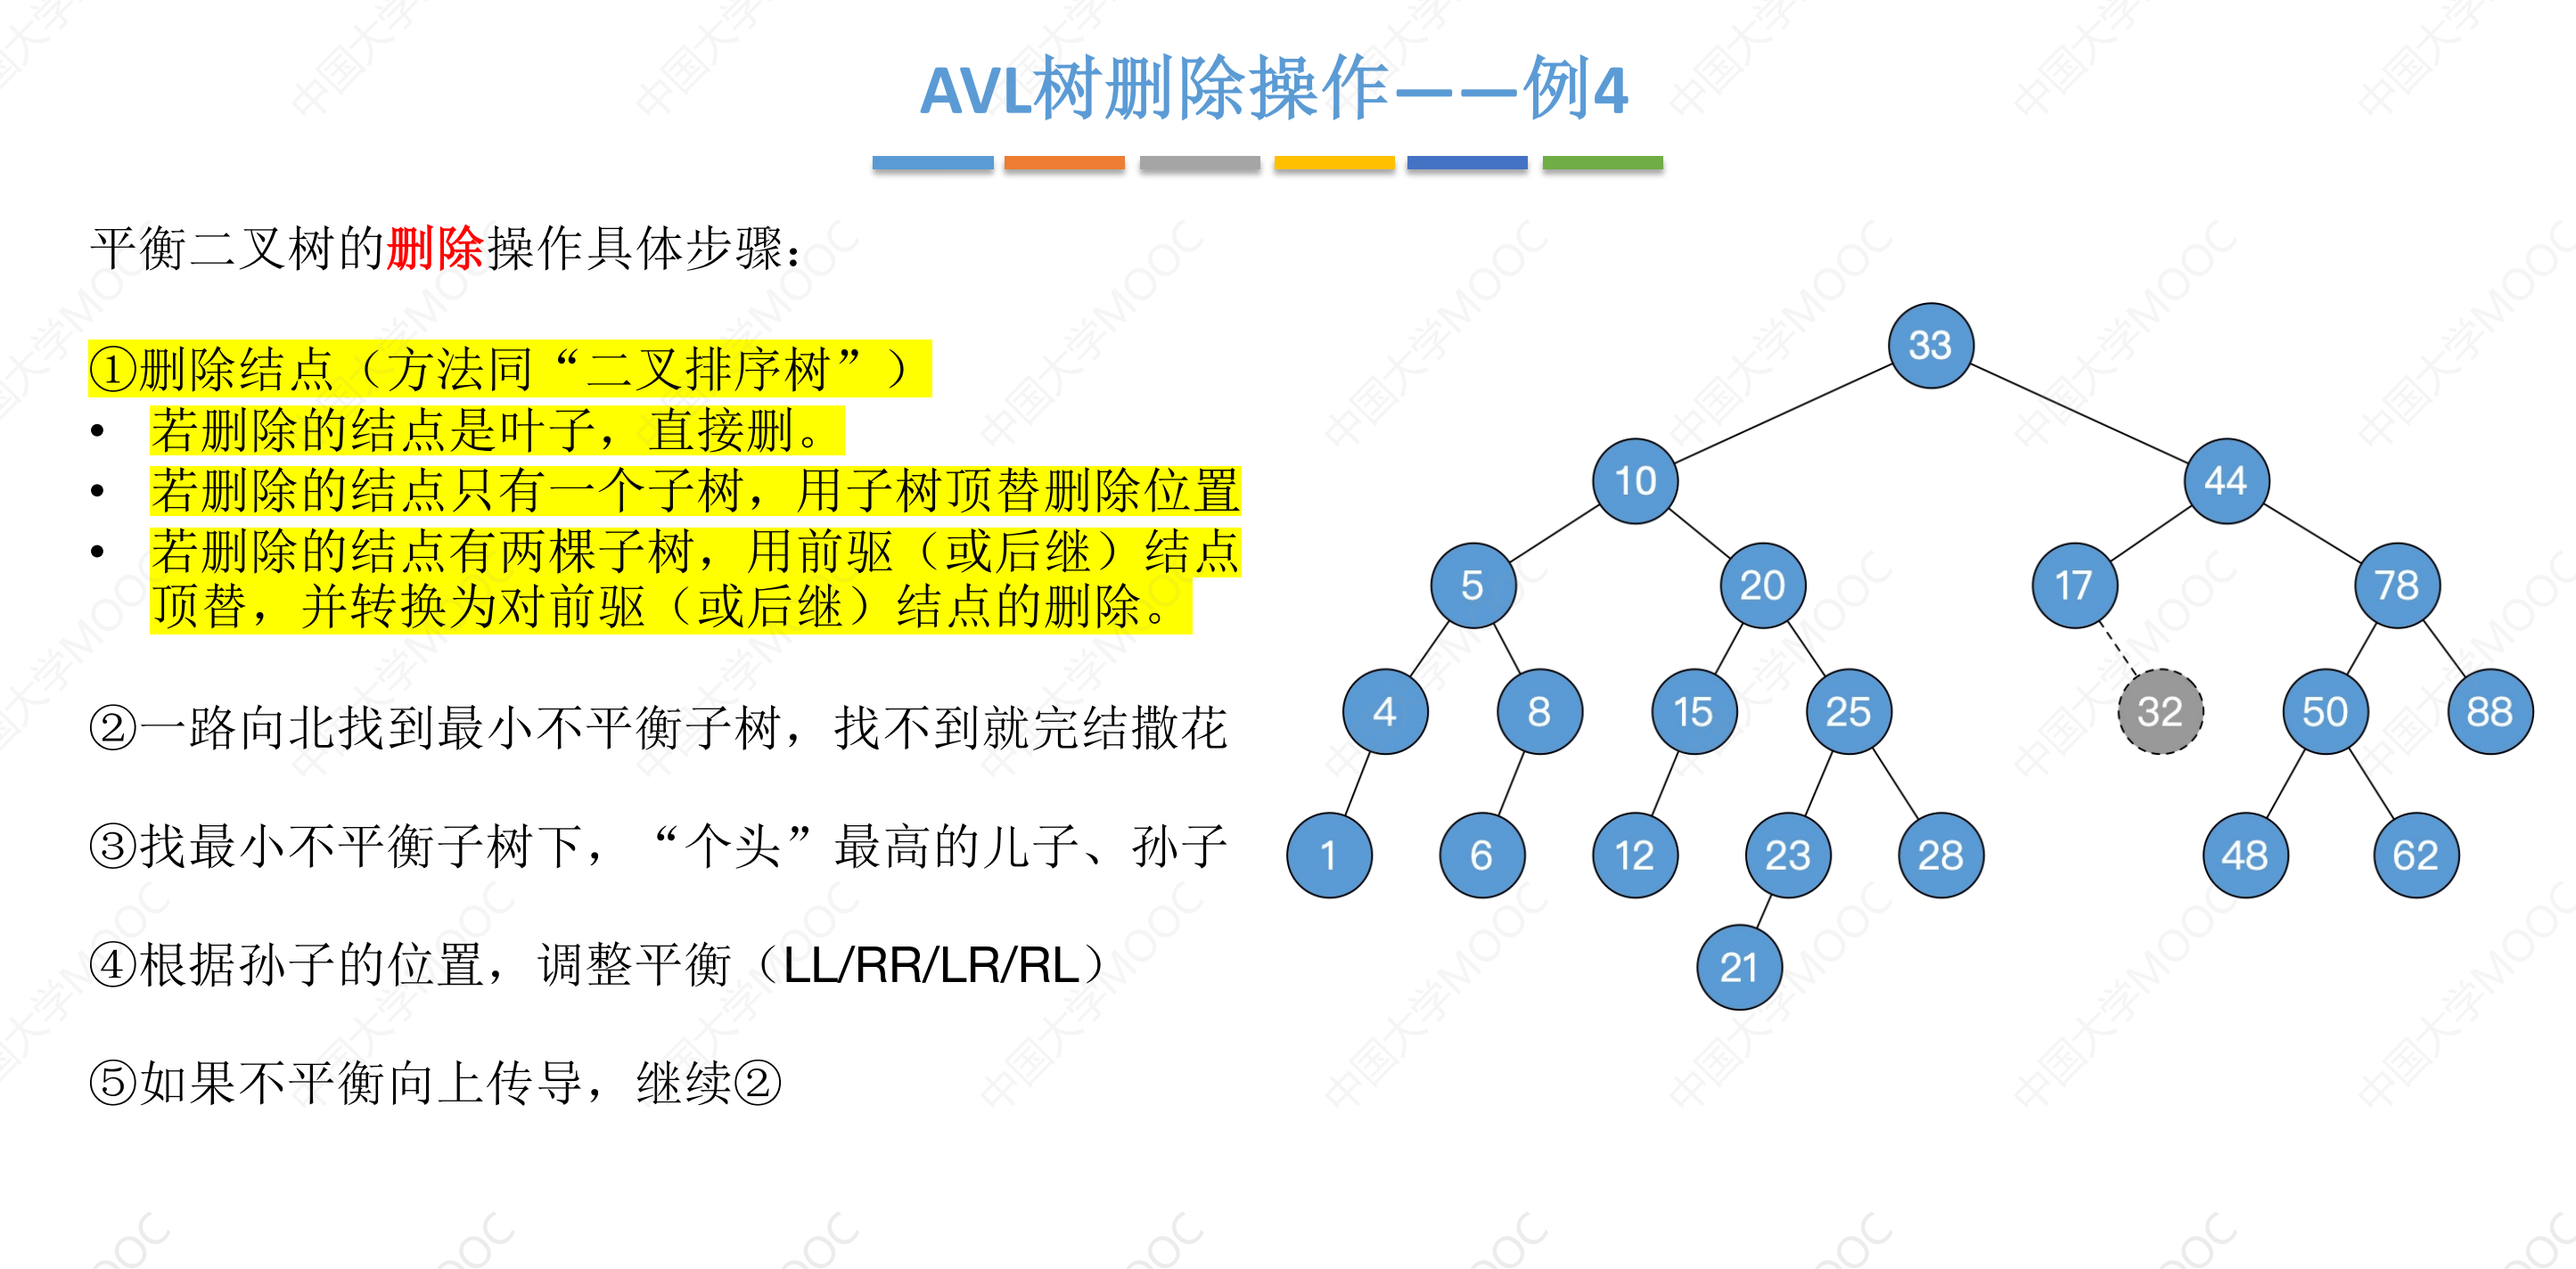 AVL树删除操作——例4
平衡二叉树的删除操作具体步骤：
①删除结点（方法同“二叉排序树”）
• 若删除的结点是叶子，直接删。
• 若删除的结点只有一个子树，用子树顶替删除位置
• 若删除的结点有两棵子树，用前驱（或后继）结点
顶替，并转换为对前驱（或后继）结点的删除。
②一路向北找到最小不平衡子树，找不到就完结撒花
③找最小不平衡子树下，“个头”最高的儿子、孙子
④根据孙子的位置，调整平衡（LL/RR/LR/RL）
⑤如果不平衡向上传导，继续②
33
10
44
5
20
17
78
4
8
15
25
32
50
88
1
6
12
23
28
48
62
21
中国大学MOOC